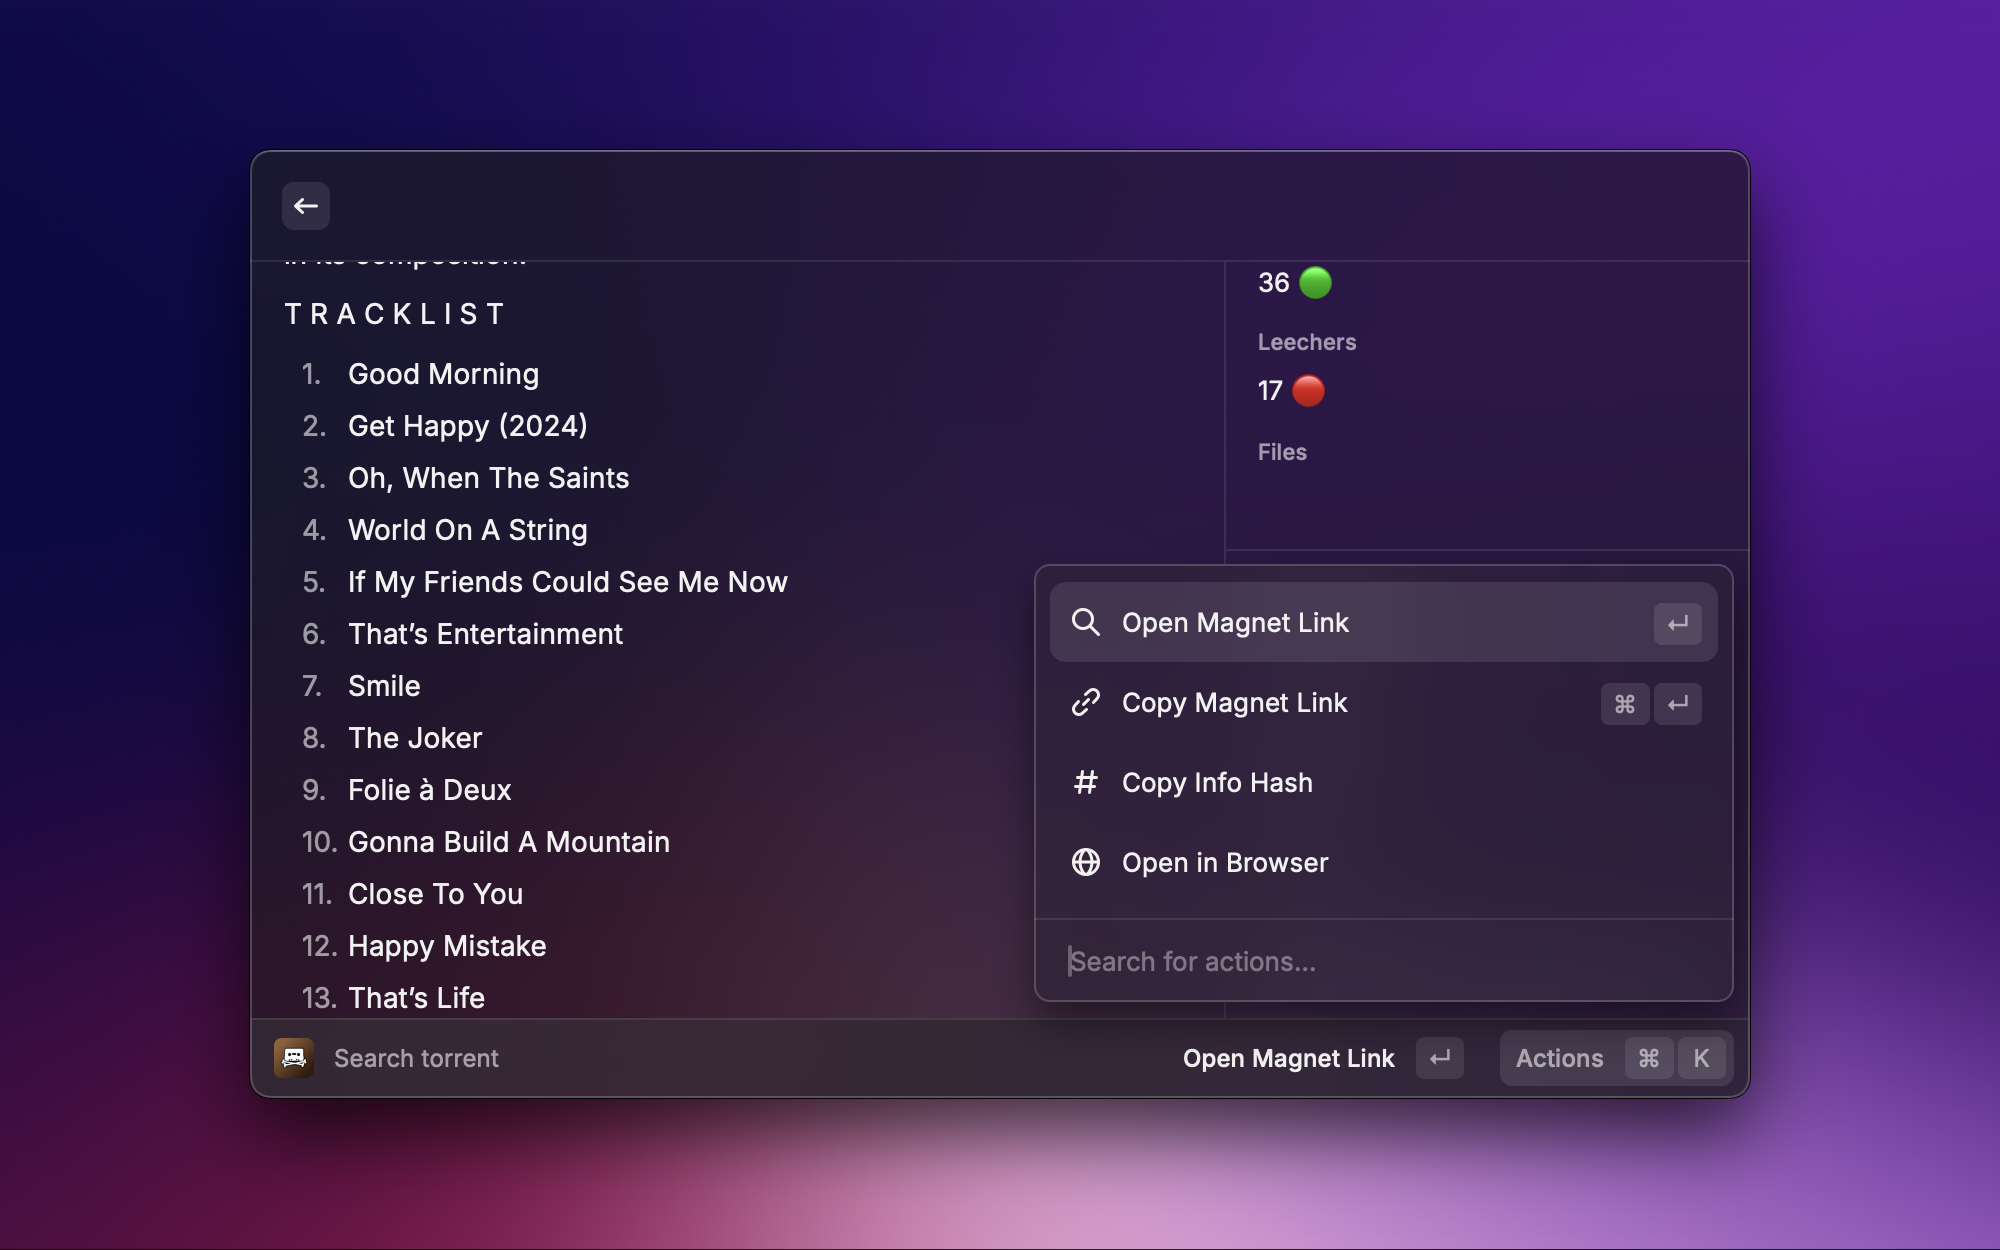 in its composition.
TRACKLIST
1. Good Morning
2. Get Happy (2024)
3. Oh, When The Saints
4. World On A String
5. If My Friends Could See Me Now
6. That’s Entertainment
7. Smile
8. The Joker
9. Folie à Deux
10. Gonna Build A Mountain
11. Close To You
12. Happy Mistake
13. That’s Life
36
Leechers
17
Files
Open Magnet Link ↵
Copy Magnet Link ⌘ ↵
Copy Info Hash
Open in Browser
Search for actions...
Search torrent
Open Magnet Link ↵
Actions ⌘ K